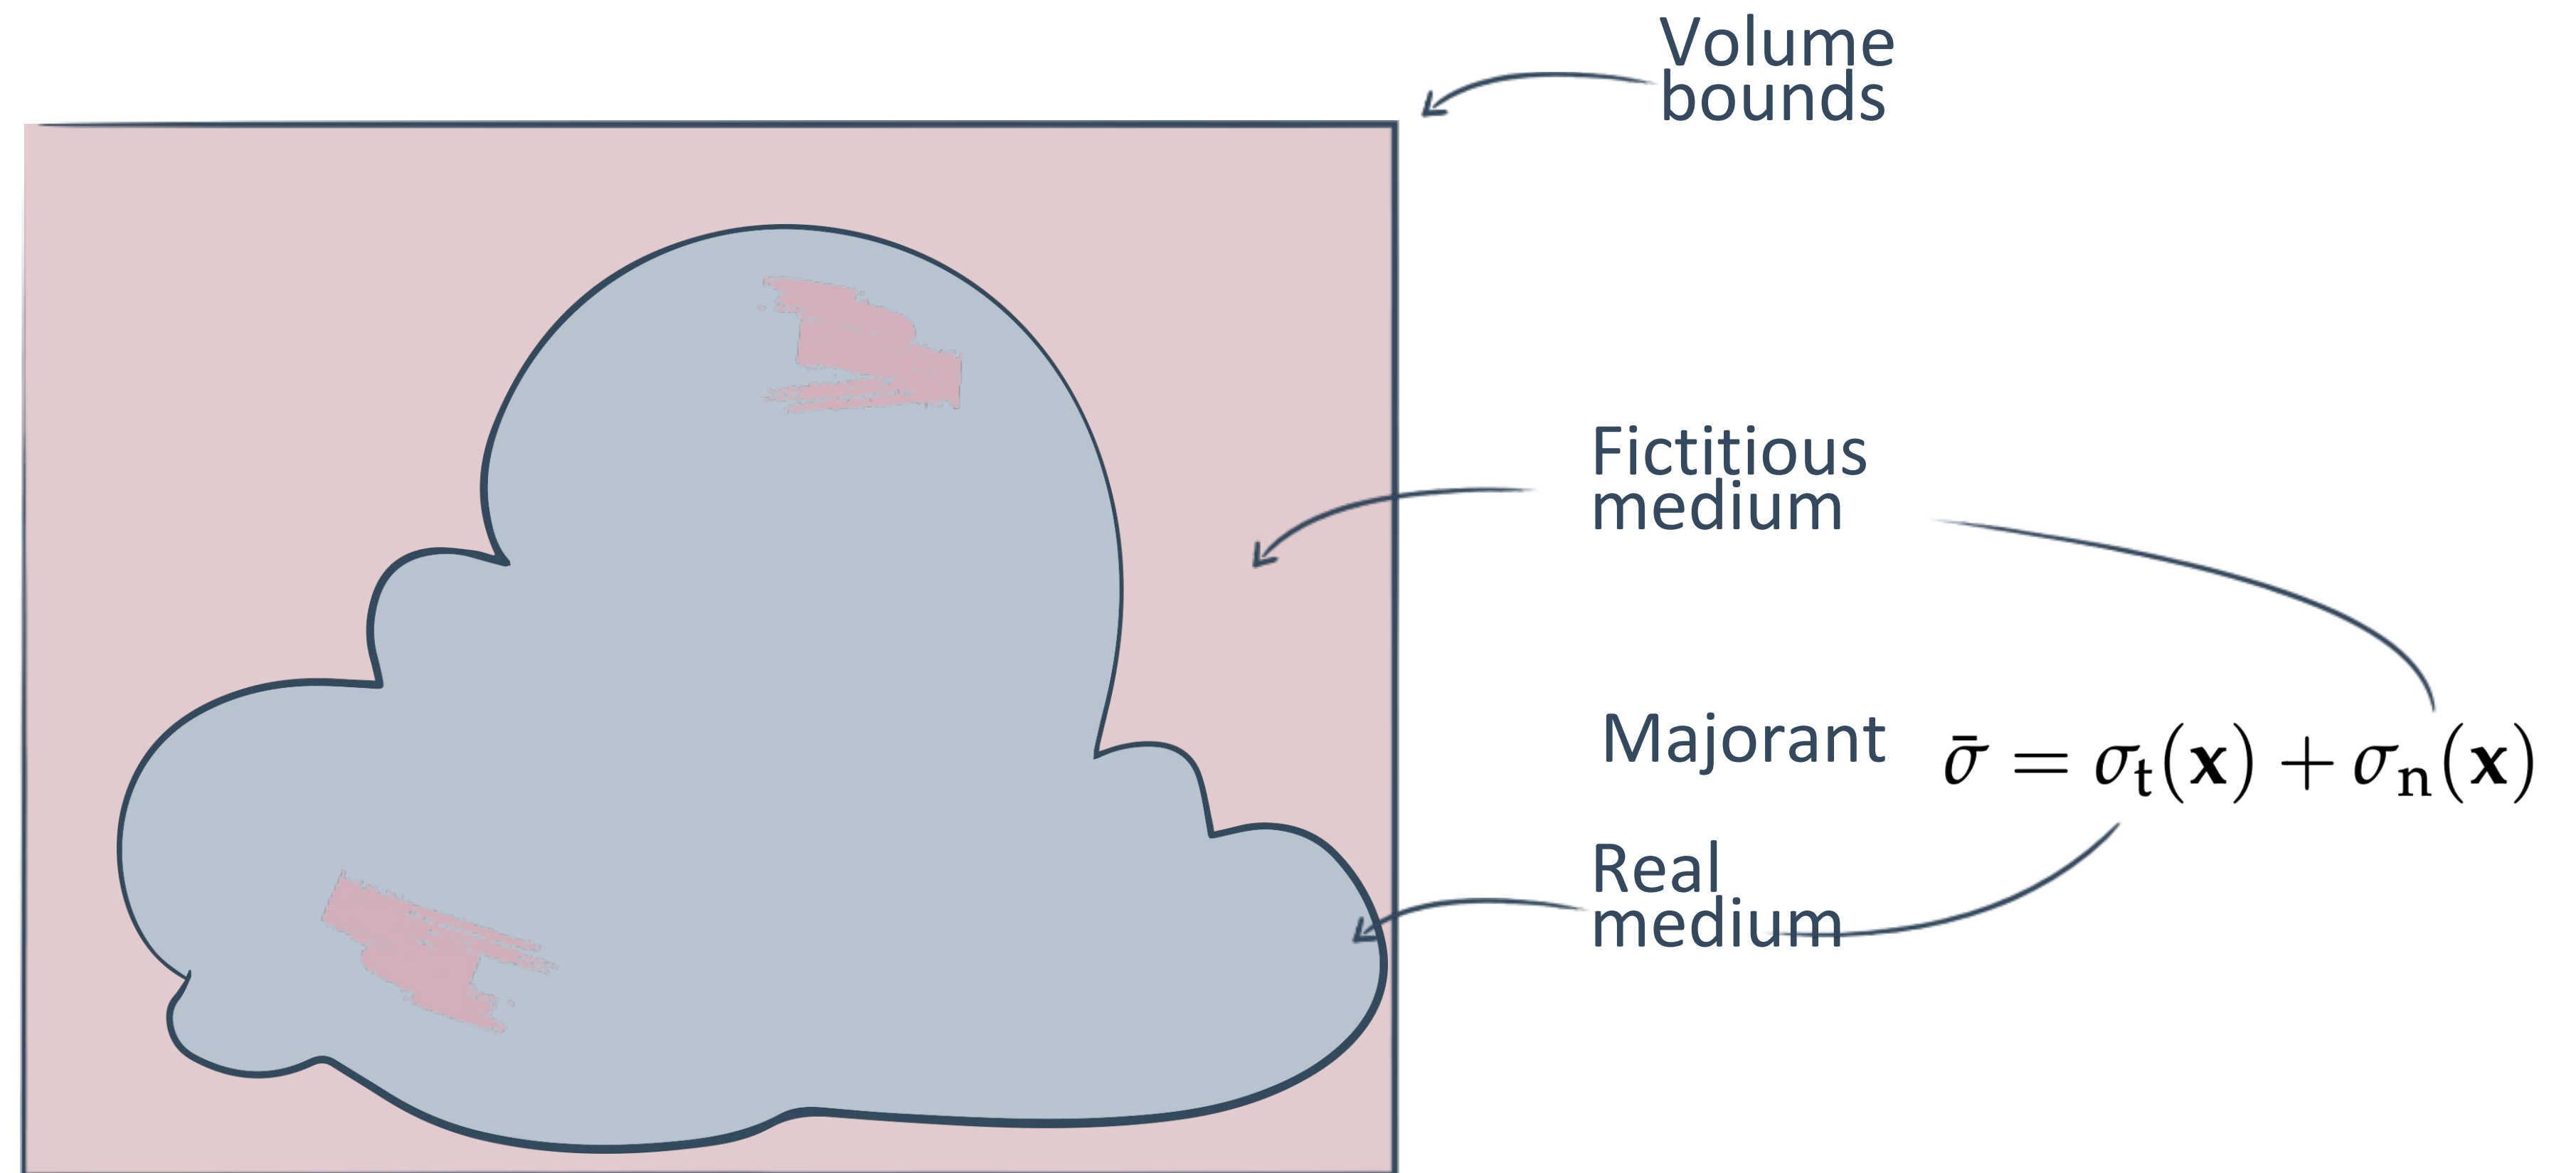 Volume
bounds
Fictitious
medium
Majorant σ̄ = σₜ(𝐱) + σₙ(𝐱)
Real
medium